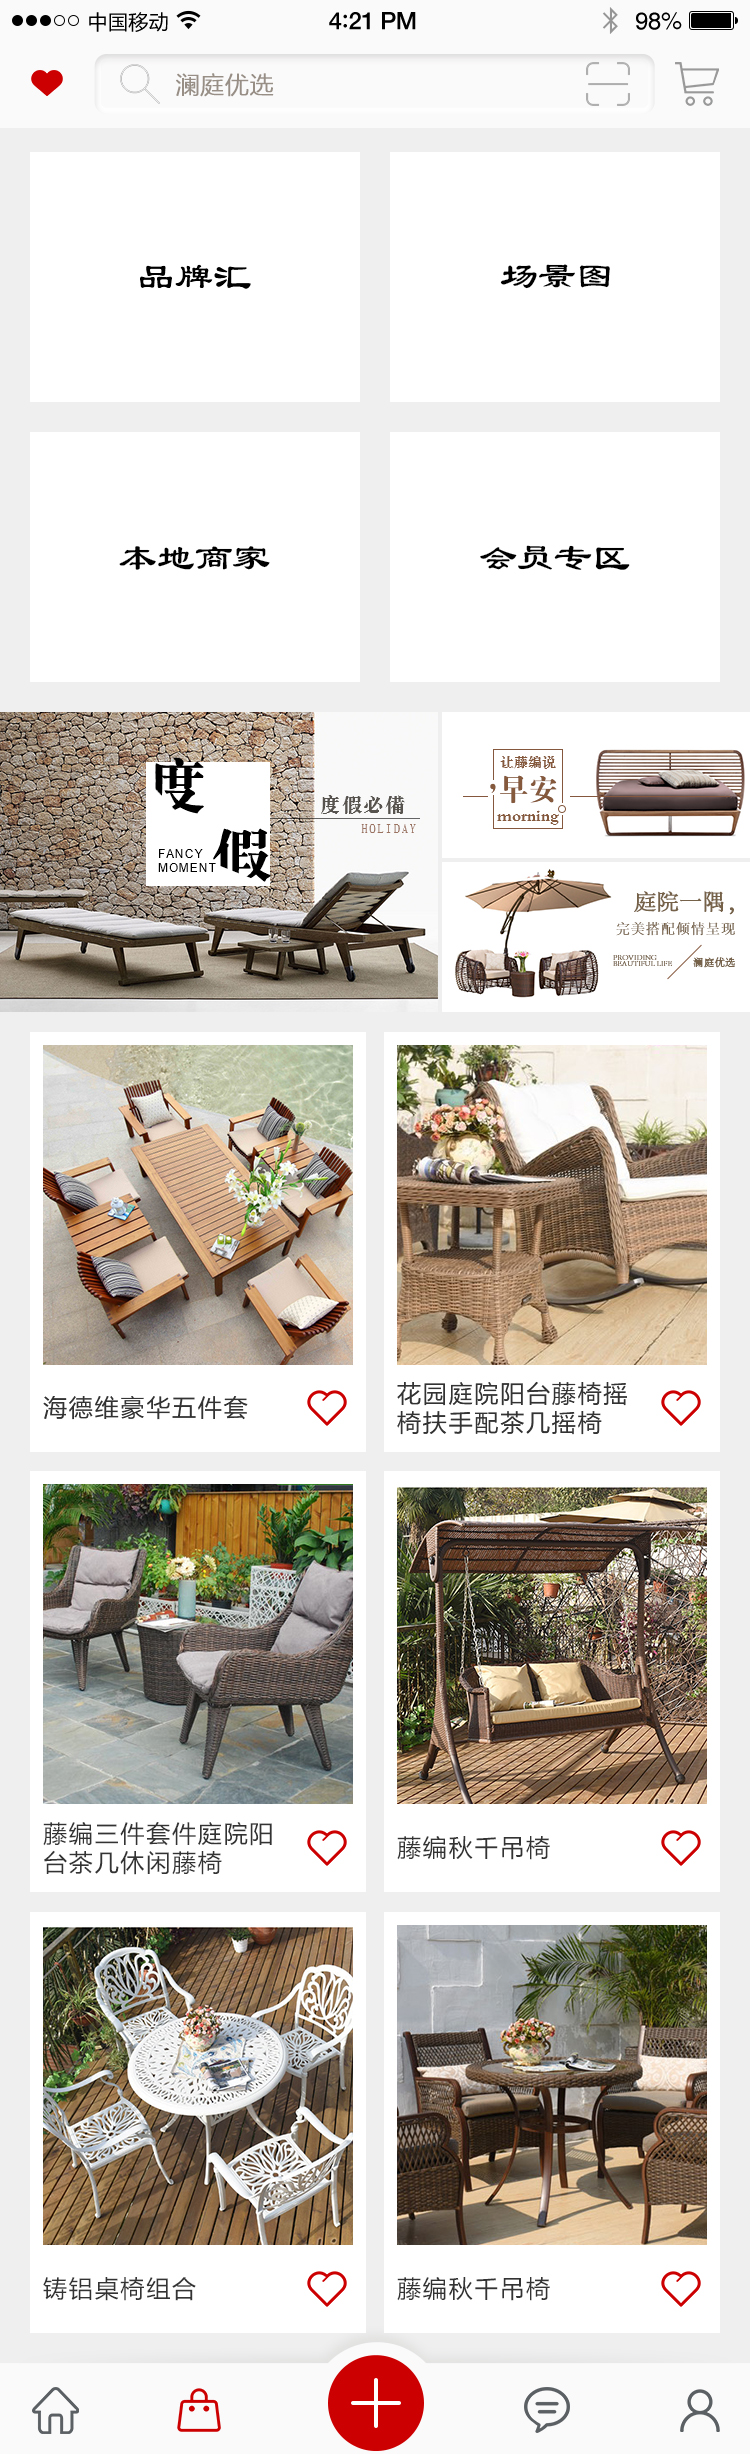 中国移动
4:21 PM
98%
澜庭优选
品牌汇
场景图
本地商家
会员专区
度假
FANCY
MOMENT
度假必備
HOLIDAY
让藤编说
早安
morning
庭院一隅，
完美搭配倾情呈现
PROVIDING
BEAUTIFUL LIFE
澜庭优选
海德维豪华五件套
花园庭院阳台藤椅摇
椅扶手配茶几摇椅
藤编三件套件庭院阳
台茶几休闲藤椅
藤编秋千吊椅
铸铝桌椅组合
藤编秋千吊椅